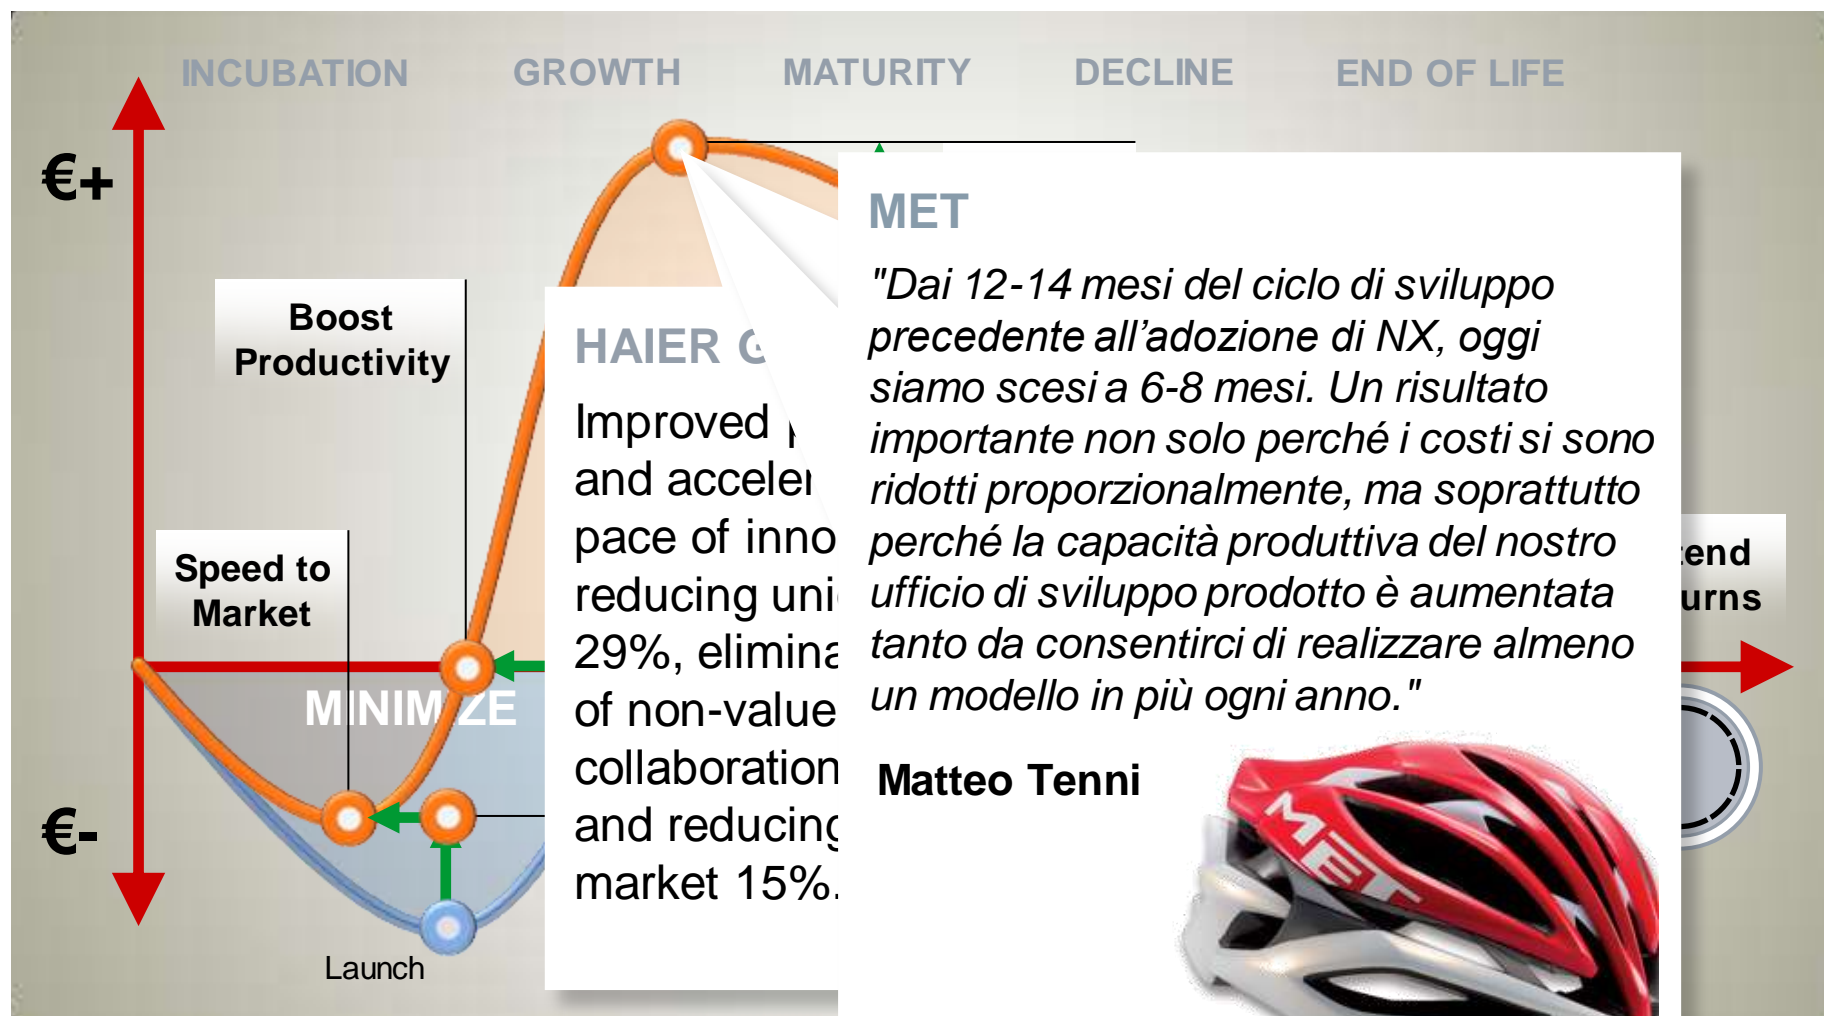 INCUBATION GROWTH MATURITY DECLINE END OF LIFE
€+
Boost
Productivity
Speed to
Market
MINIMIZE
€-
Launch
HAIER
Improved
and
pace of
reducing
29%,
of non-value
collaboration
and reducing
market 15%.
MET
"Dai 12-14 mesi del ciclo di sviluppo
precedente all'adozione di NX, oggi
siamo scesi a 6-8 mesi. Un risultato
importante non solo perché i costi si sono
ridotti proporzionalmente, ma soprattutto
perché la capacità produttiva del nostro
ufficio di sviluppo prodotto è aumentata
tanto da consentirci di realizzare almeno
un modello in più ogni anno."
Matteo Tenni
MET